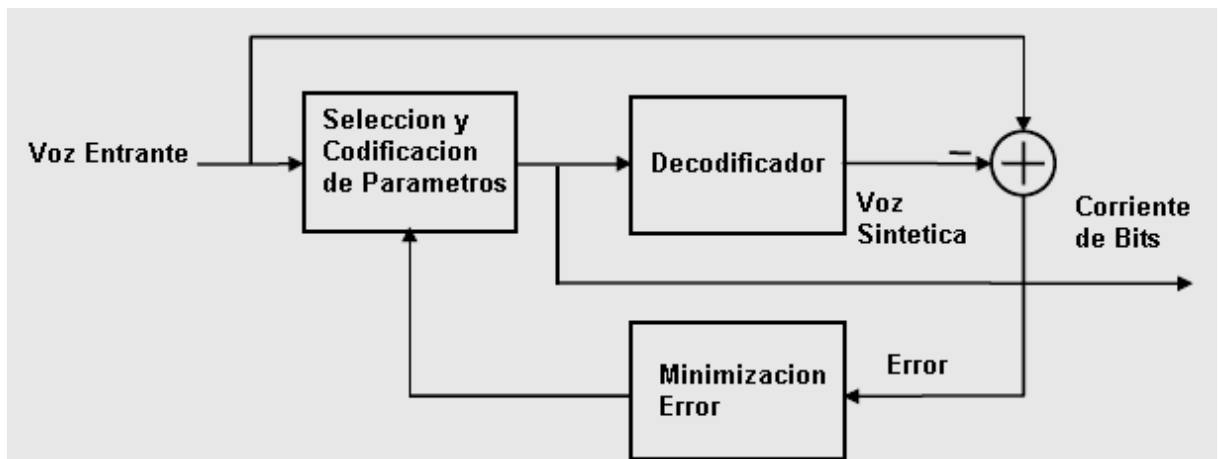 Voz Entrante
Seleccion y
Codificacion
de Parametros
Decodificador
Voz
Sintetica
Corriente
de Bits
Minimizacion
Error
Error